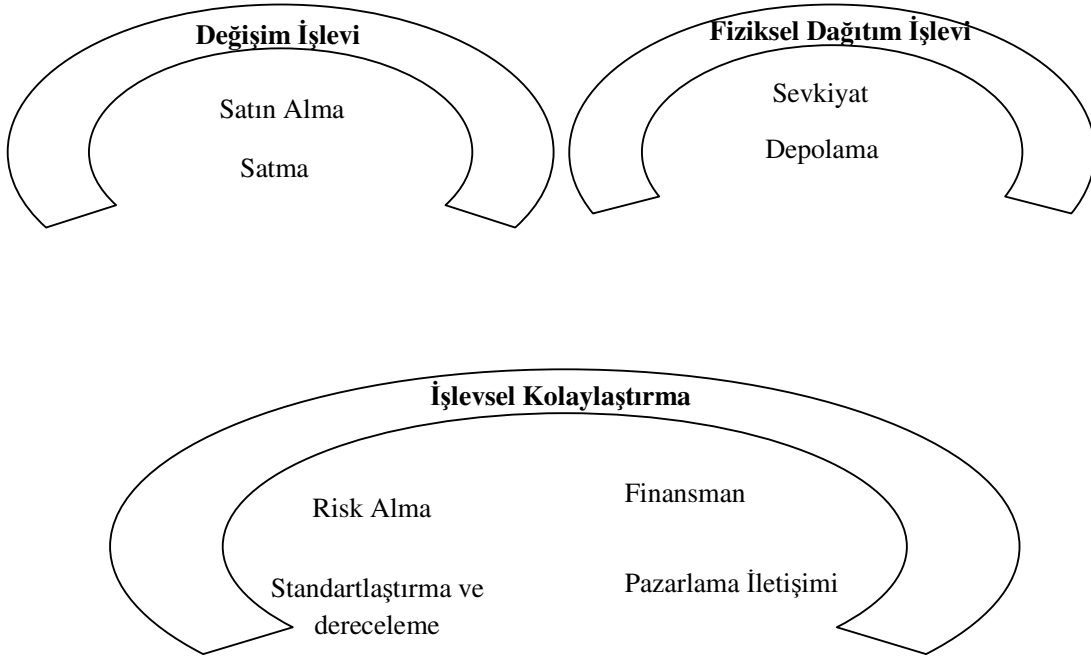 Değişim İşlevi
Satın Alma
Satma
Fiziksel Dağıtım İşlevi
Sevkiyat
Depolama
İşlevsel Kolaylaştırma
Risk Alma
Finansman
Standartlaştırma ve
dereceleme
Pazarlama İletişimi